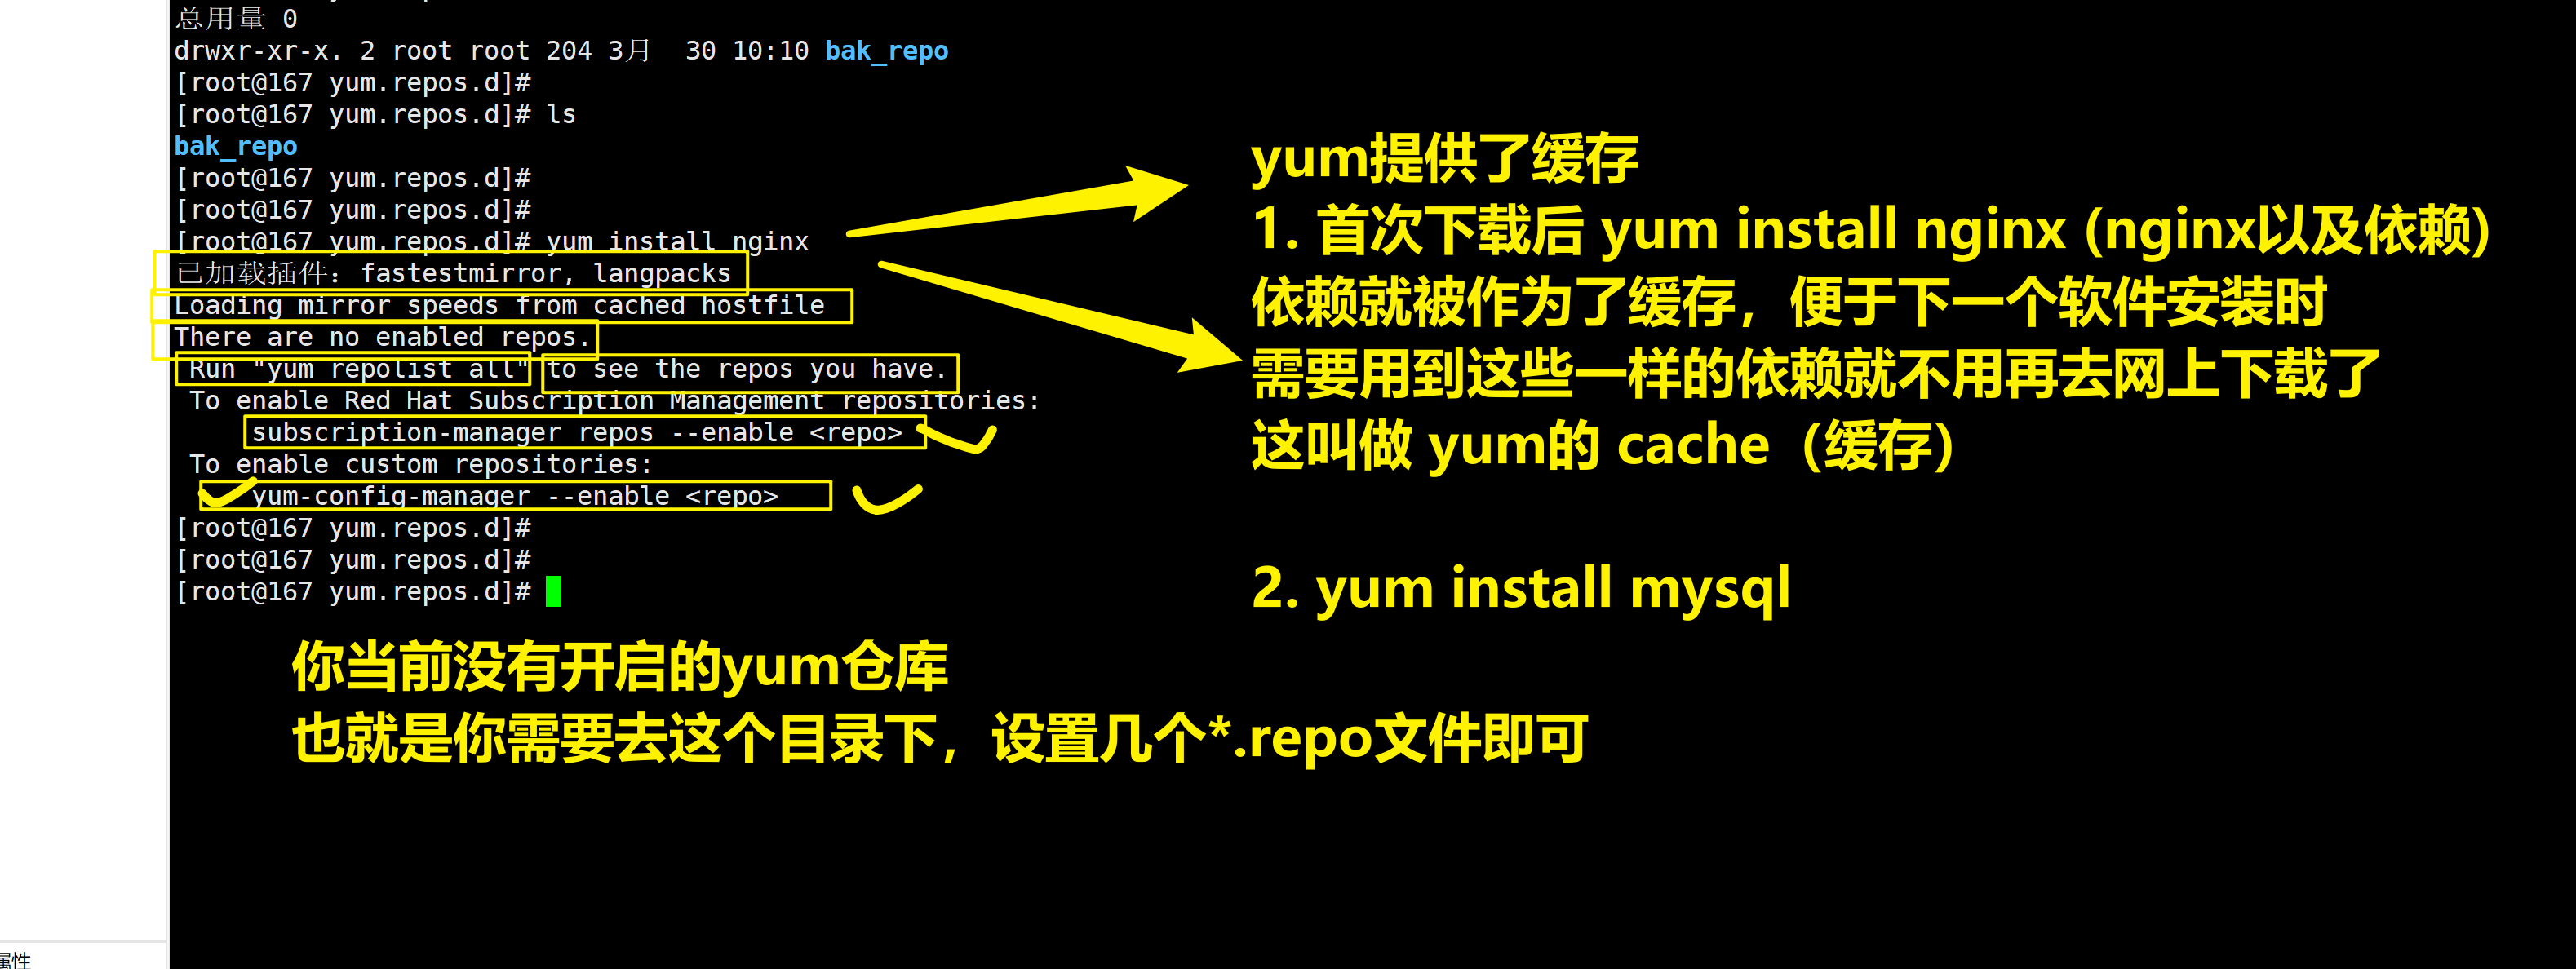 总用量 0
drwxr-xr-x. 2 root root 204 3月  30 10:10 bak_repo
[root@167 yum.repos.d]#
[root@167 yum.repos.d]# ls
bak_repo
[root@167 yum.repos.d]#
[root@167 yum.repos.d]#
[root@167 yum.repos.d]# yum install nginx
已加载插件：fastestmirror, langpacks
Loading mirror speeds from cached hostfile
There are no enabled repos.
 Run "yum repolist all" to see the repos you have.
 To enable Red Hat Subscription Management repositories:
     subscription-manager repos --enable <repo>
 To enable custom repositories:
     yum-config-manager --enable <repo>
[root@167 yum.repos.d]#
[root@167 yum.repos.d]#
[root@167 yum.repos.d]#
yum提供了缓存
1. 首次下载后 yum install nginx (nginx以及依赖)
依赖就被作为了缓存，便于下一个软件安装时
需要用到这些一样的依赖就不用再去网上下载了
这叫做 yum的 cache（缓存）
2. yum install mysql
你当前没有开启的yum仓库
也就是你需要去这个目录下，设置几个*.repo文件即可
属性